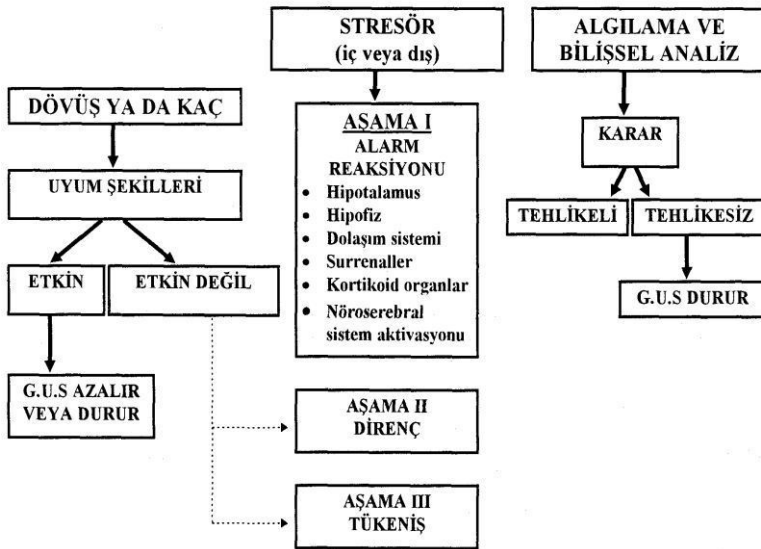 STRESÖR
(iç veya dış)
ALGILAMA VE
BİLİŞSEL ANALİZ
DÖVÜŞ YA DA KAÇ
AŞAMA I
ALARM
REAKSİYONU
• Hipotalamus
• Hipofiz
• Dolaşım sistemi
• Surrenaller
• Kortikoid organlar
• Nöroserebral
sistem aktivasyonu
KARAR
UYUM ŞEKİLLERİ
TEHLİKELİ
TEHLİKESİZ
ETKİN
ETKİN DEĞİL
G.U.S DURUR
G.U.S AZALIR
VEYA DURUR
AŞAMA II
DİRENÇ
AŞAMA III
TÜKENİŞ